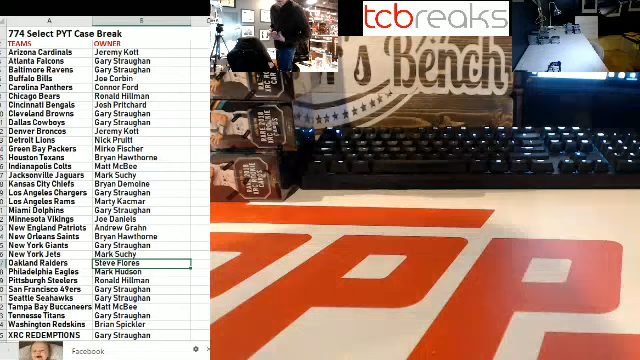 A B C
774 Select PYT Case Break
TEAMS OWNER
Arizona Cardinals Jeremy Kott
Atlanta Falcons Gary Straughan
Baltimore Ravens Gary Straughan
Buffalo Bills Joe Corbin
Carolina Panthers Connor Ford
Chicago Bears Ronald Hillman
Cincinnati Bengals Josh Pritchard
Cleveland Browns Gary Straughan
Dallas Cowboys Gary Straughan
Denver Broncos Jeremy Kott
Detroit Lions Nick Pruitt
Green Bay Packers Mirko Fischer
Houston Texans Bryan Hawthorne
Indianapolis Colts Matt McBee
Jacksonville Jaguars Mark Suchy
Kansas City Chiefs Bryan Demoine
Los Angeles Chargers Gary Straughan
Los Angeles Rams Marty Kacmar
Miami Dolphins Gary Straughan
Minnesota Vikings Joe Daniels
New England Patriots Andrew Grahn
New Orleans Saints Bryan Hawthorne
New York Giants Gary Straughan
New York Jets Mark Suchy
Oakland Raiders Steve Flores
Philadelphia Eagles Mark Hudson
Pittsburg Steelers Ronald Hillman
San Francisco 49ers Gary Straughan
Seattle Seahawks Gary Straughan
Tampa Bay Buccaneers Matt McBee
Tennesse Titans Gary Straughan
Washington Redskins Brian Spickler
XRC REDEMPTIONS Gary Straughan
Facebook
tcbreaks
Bench
PP